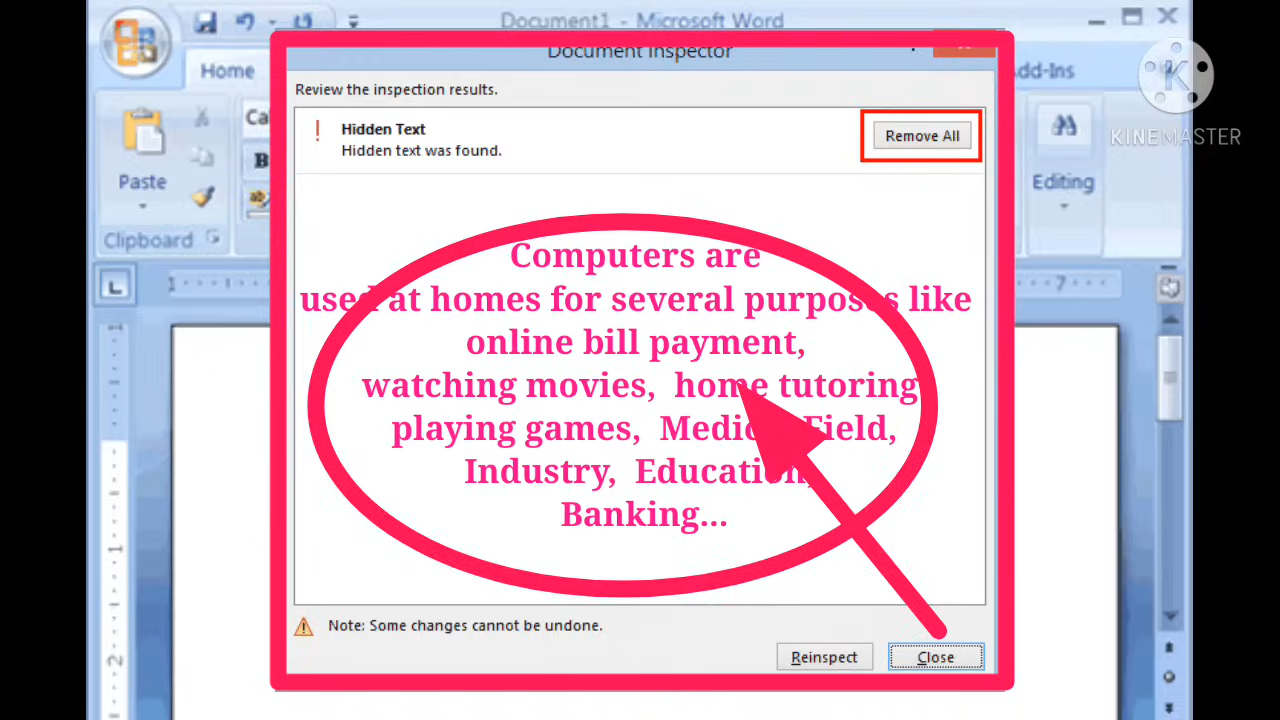 Document1 - Microsoft Word
Document Inspector
Home
Add-Ins
Review the inspection results.
Hidden Text
Hidden text was found.
Remove All
KINEMASTER
Ca
B
Paste
Editing
Clipboard
Computers are
used at homes for several purposes like
online bill payment,
watching movies, home tutoring
playing games, Medical Field,
Industry, Education,
Banking...
Note: Some changes cannot be undone.
Reinspect
Close